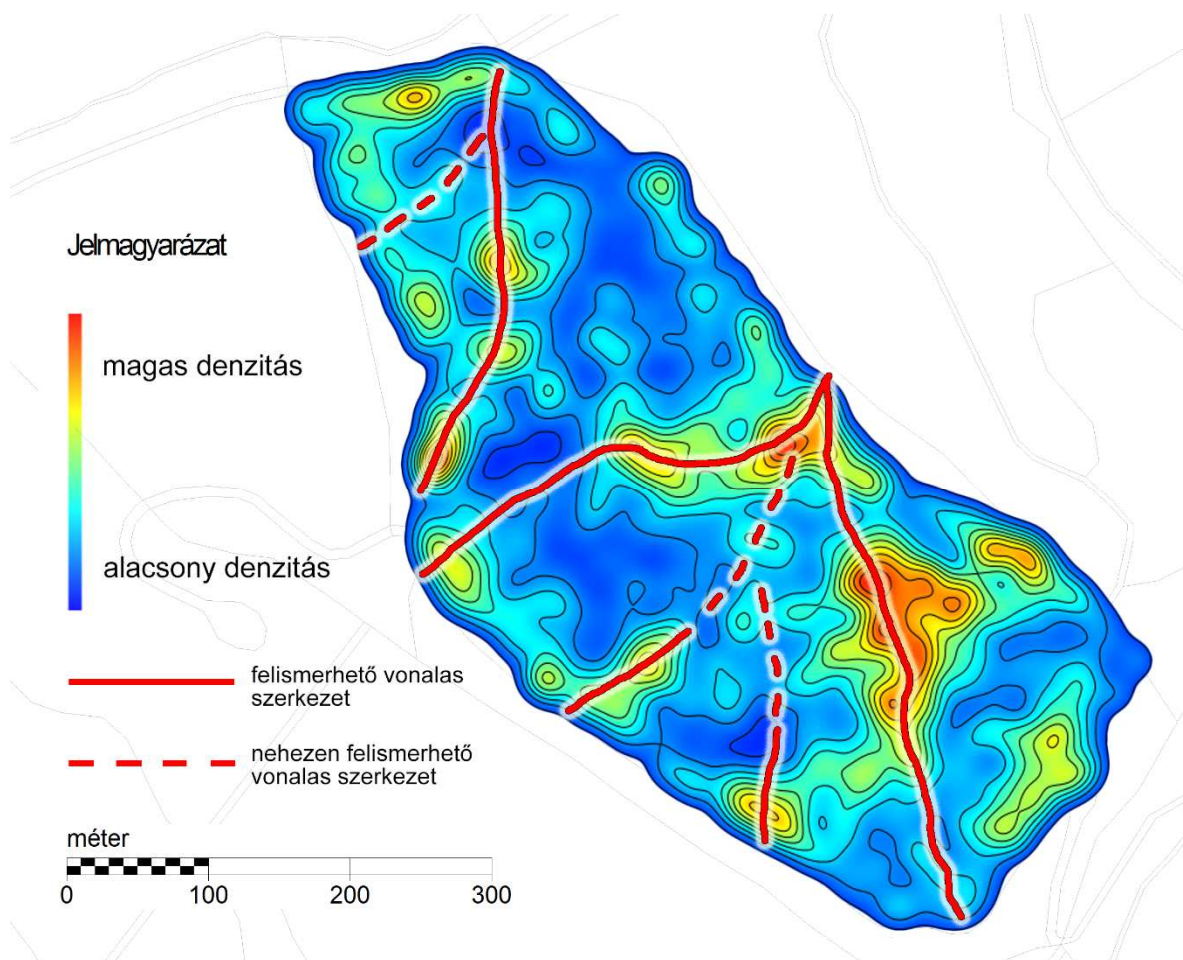 Jelmagyarázat
magas denzitás
alacsony denzitás
felismerhető vonalas
szerkezet
nehezen felismerhető
vonalas szerkezet
méter
0 100 200 300